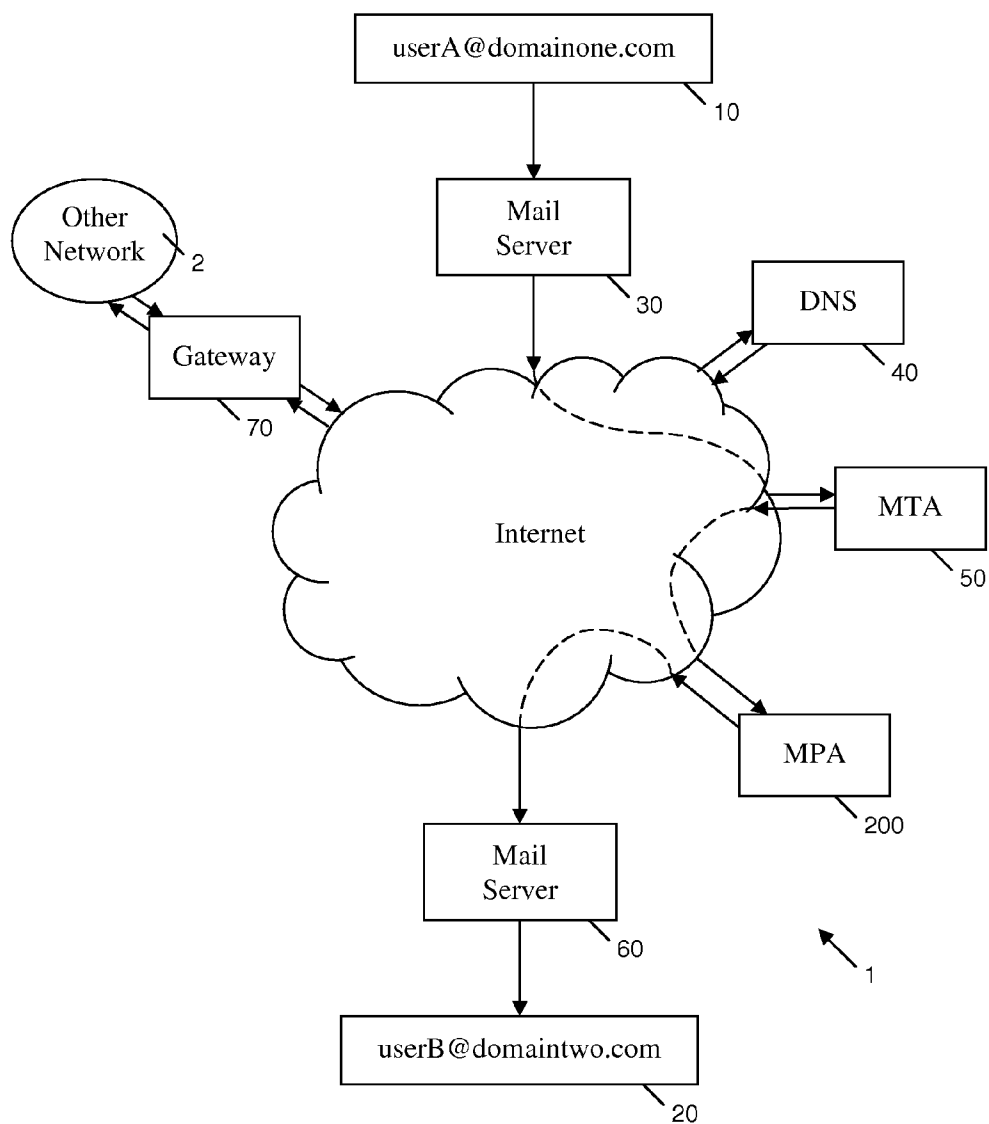 userA@domainone.com
10
Mail
Server
30
Other
Network
2
Gateway
70
DNS
40
Internet
MTA
50
MPA
200
Mail
Server
60
1
userB@domaintwo.com
20